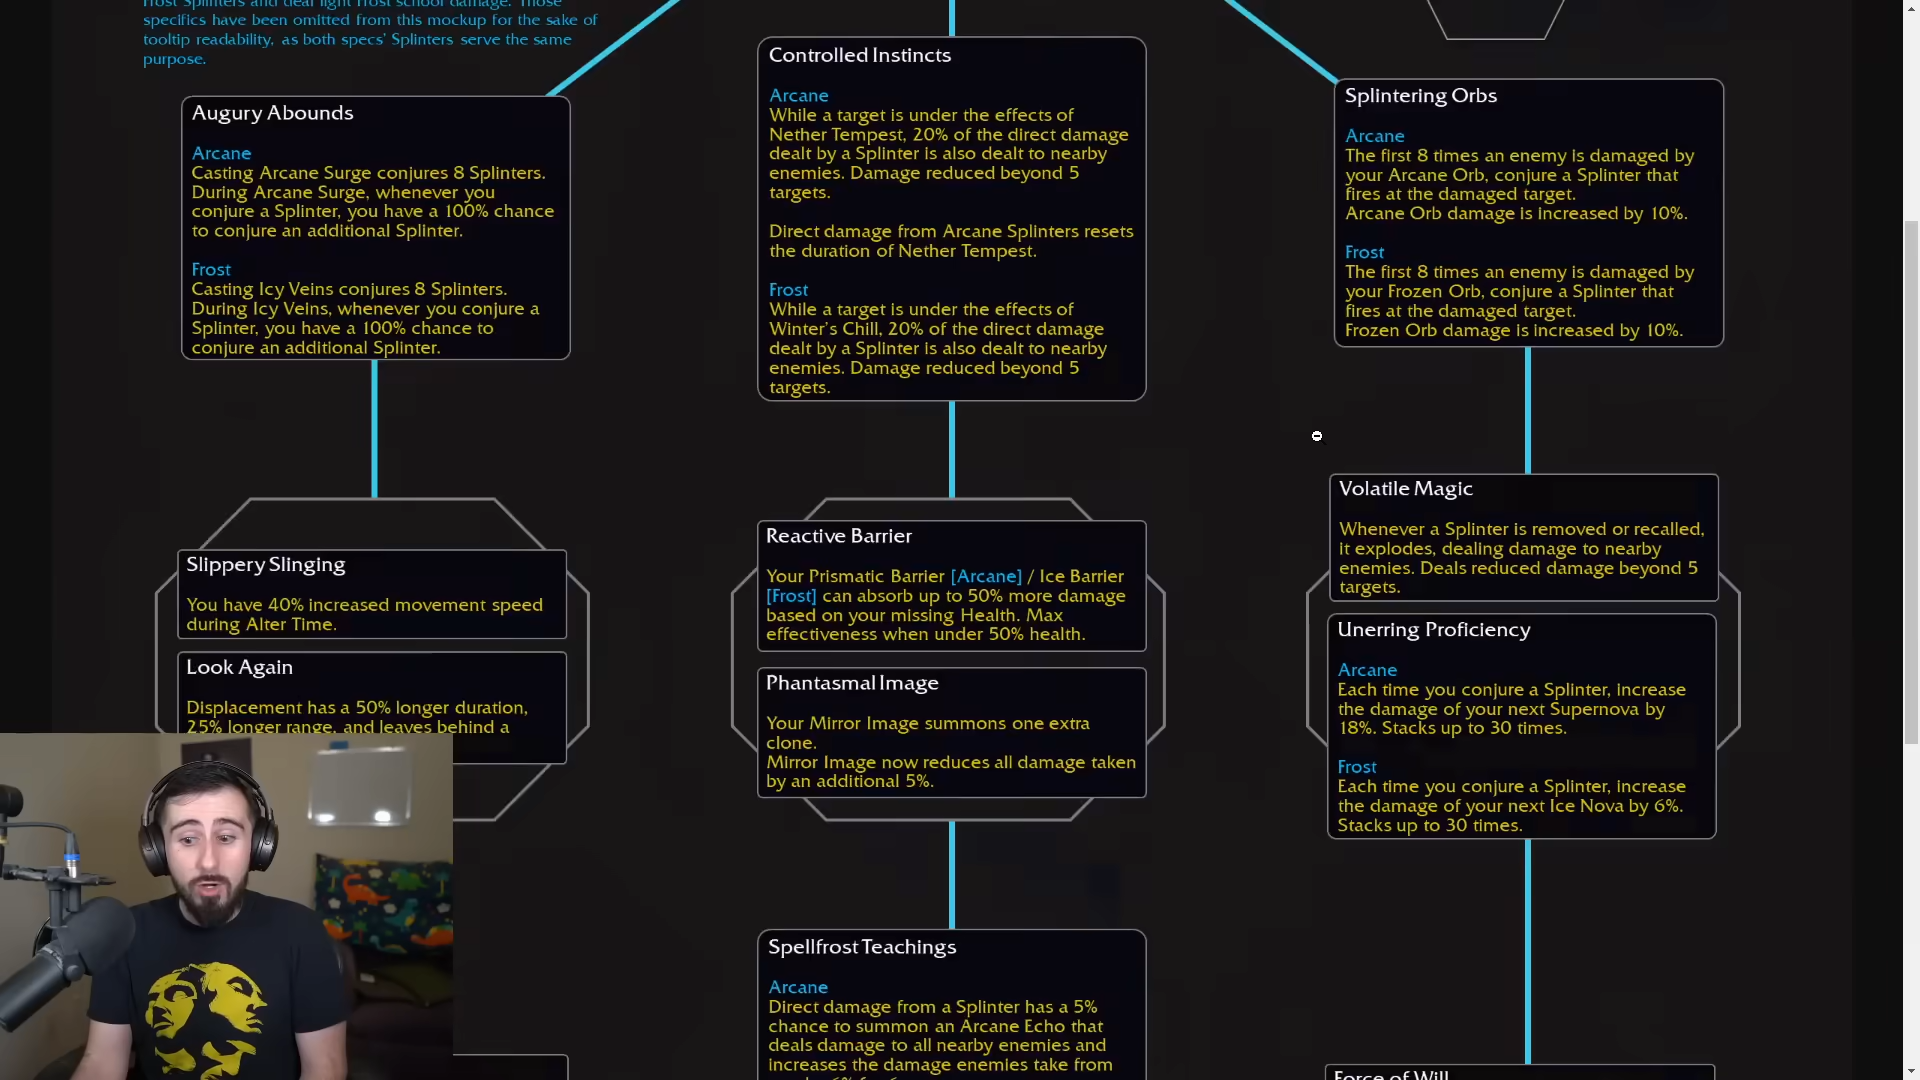 Frost Splinters and deal light Frost school damage. Those
specifics have been omitted from this mockup for the sake of
tooltip readability, as both specs' Splinters serve the same
purpose.
Augury Abounds
Arcane
Casting Arcane Surge conjures 8 Splinters.
During Arcane Surge, whenever you
conjure a Splinter, you have a 100% chance
to conjure an additional Splinter.
Frost
Casting Icy Veins conjures 8 Splinters.
During Icy Veins, whenever you conjure a
Splinter, you have a 100% chance to
conjure an additional Splinter.
Controlled Instincts
Arcane
While a target is under the effects of
Nether Tempest, 20% of the direct damage
dealt by a Splinter is also dealt to nearby
enemies. Damage reduced beyond 5
targets.
Direct damage from Arcane Splinters resets
the duration of Nether Tempest.
Frost
While a target is under the effects of
Winter's Chill, 20% of the direct damage
dealt by a Splinter is also dealt to nearby
enemies. Damage reduced beyond 5
targets.
Splintering Orbs
Arcane
The first 8 times an enemy is damaged by
your Arcane Orb, conjure a Splinter that
fires at the damaged target.
Arcane Orb damage is increased by 10%.
Frost
The first 8 times an enemy is damaged by
your Frozen Orb, conjure a Splinter that
fires at the damaged target.
Frozen Orb damage is increased by 10%.
Slippery Slinging
You have 40% increased movement speed
during Alter Time.
Look Again
Displacement has a 50% longer duration,
25% longer range, and leaves behind a
Reactive Barrier
Your Prismatic Barrier [Arcane] / Ice Barrier
[Frost] can absorb up to 50% more damage
based on your missing Health. Max
effectiveness when under 50% health.
Phantasmal Image
Your Mirror Image summons one extra
clone.
Mirror Image now reduces all damage taken
by an additional 5%.
Volatile Magic
Whenever a Splinter is removed or recalled,
it explodes, dealing damage to nearby
enemies. Deals reduced damage beyond 5
targets.
Unerring Proficiency
Arcane
Each time you conjure a Splinter, increase
the damage of your next Supernova by
18%. Stacks up to 30 times.
Frost
Each time you conjure a Splinter, increase
the damage of your next Ice Nova by 6%.
Stacks up to 30 times.
Spellfrost Teachings
Arcane
Direct damage from a Splinter has a 5%
chance to summon an Arcane Echo that
deals damage to all nearby enemies and
increases the damage enemies take from
Force of Will